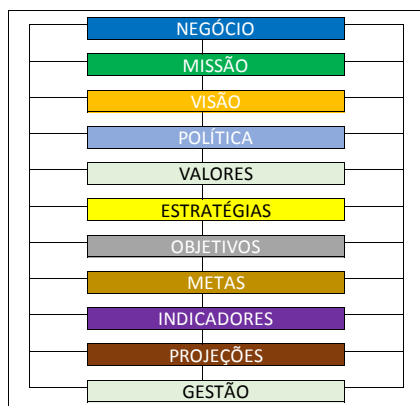 NEGÓCIO
MISSÃO
VISÃO
POLÍTICA
VALORES
ESTRATÉGIAS
OBJETIVOS
METAS
INDICADORES
PROJEÇÕES
GESTÃO